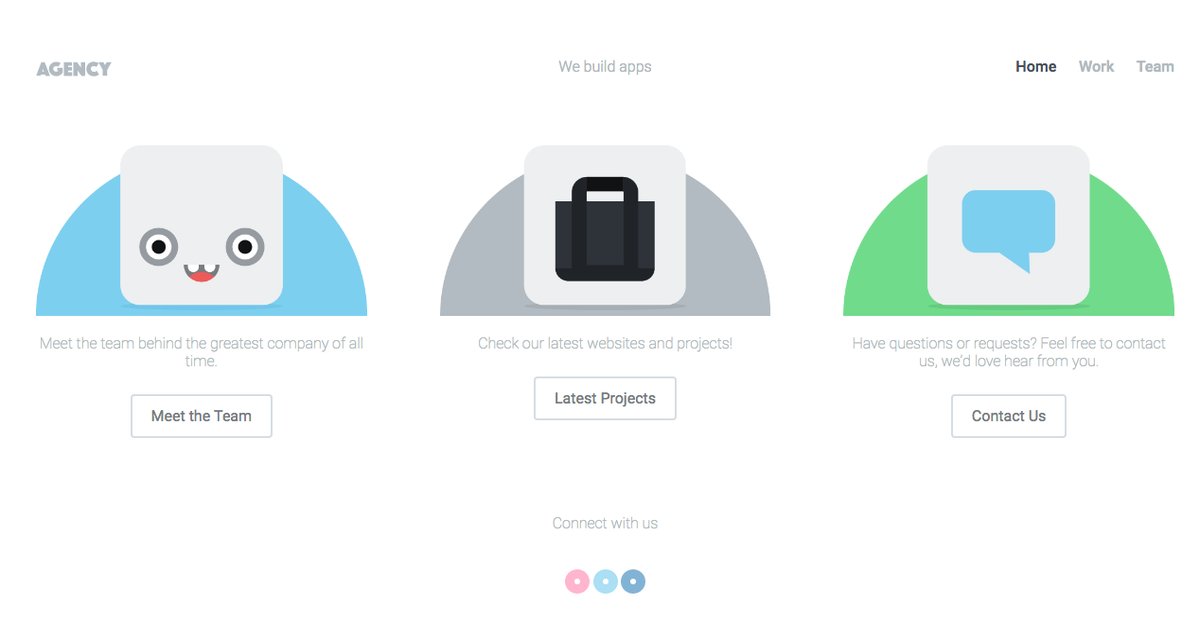 AGENCY
We build apps
Home
Work
Team
Meet the team behind the greatest company of all
time.
Meet the Team
Check our latest websites and projects!
Latest Projects
Have questions or requests? Feel free to contact
us, we'd love hear from you.
Contact Us
Connect with us